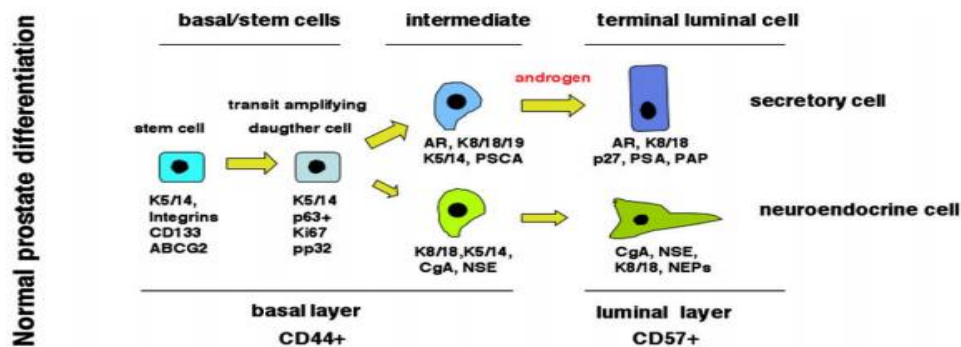 Normal prostate differentiation
basal/stem cells
intermediate
terminal luminal cell
androgen
transit amplifying
stem cell
daugther cell
secretory cell
AR, K8/18/19
K5/14, PSCA
AR, K8/18
p27, PSA, PAP
K5/14,
Integrins
CD133
ABCG2
K5/14
p63+
Ki67
pp32
neuroendocrine cell
K8/18,K5/14,
CgA, NSE
CgA, NSE,
K8/18, NEPs
basal layer
CD44+
luminal layer
CD57+